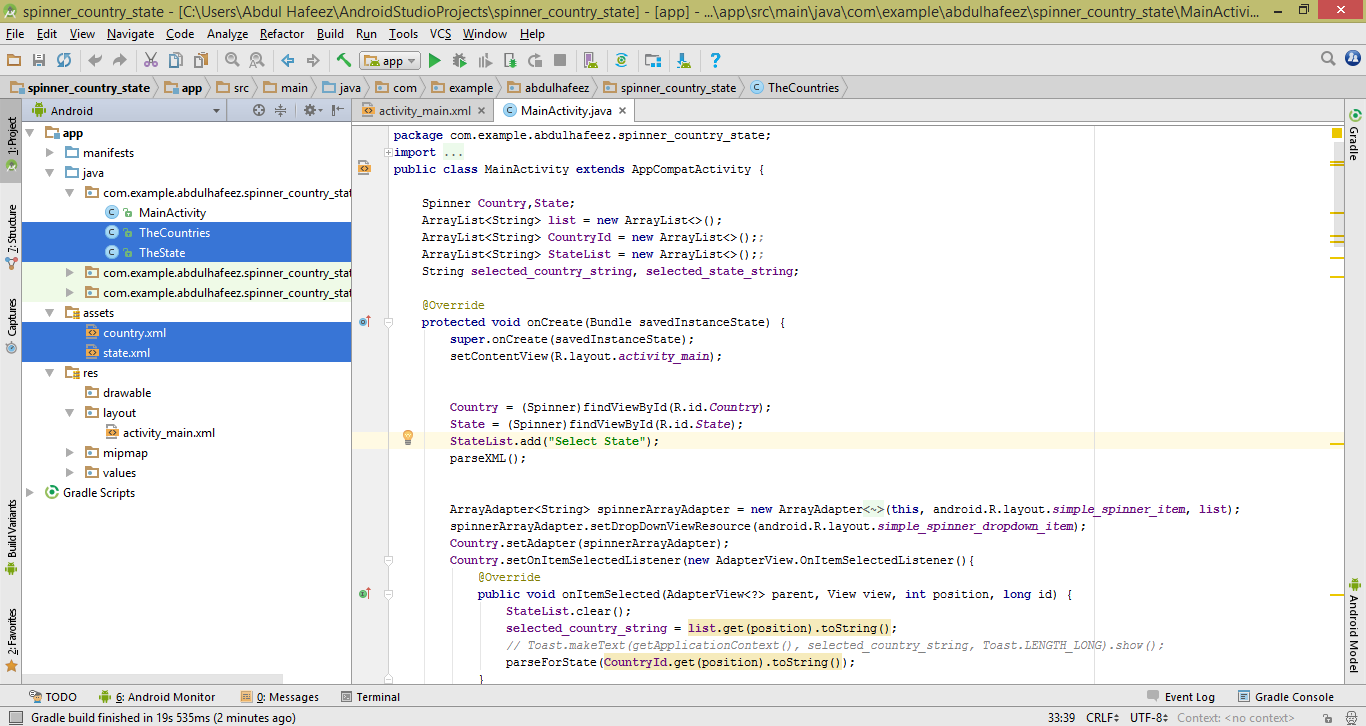 spinner_country_state - [C:\Users\Abdul Hafeez\AndroidStudioProjects\spinner_country_state] - [app] - ...\app\src\main\java\com\example\abdulhafeez\spinner_country_state\MainActivi...
File Edit View Navigate Code Analyze Refactor Build Run Tools VCS Window Help
app
spinner_country_state app src main java com example abdulhafeez spinner_country_state TheCountries
Android
activity_main.xml
MainActivity.java
1: Project
7: Structure
Captures
Build Variants
2: Favorites
app
manifests
java
com.example.abdulhafeez.spinner_country_stat
MainActivity
TheCountries
TheState
com.example.abdulhafeez.spinner_country_stat
com.example.abdulhafeez.spinner_country_stat
assets
country.xml
state.xml
res
drawable
layout
activity_main.xml
mipmap
values
Gradle Scripts
package com.example.abdulhafeez.spinner_country_state;
import ...
public class MainActivity extends AppCompatActivity {
Spinner Country,State;
ArrayList<String> list = new ArrayList<>();
ArrayList<String> CountryId = new ArrayList<>();;
ArrayList<String> StateList = new ArrayList<>();;
String selected_country_string, selected_state_string;
@Override
protected void onCreate(Bundle savedInstanceState) {
super.onCreate(savedInstanceState);
setContentView(R.layout.activity_main);
Country = (Spinner)findViewById(R.id.Country);
State = (Spinner)findViewById(R.id.State);
StateList.add("Select State");
parseXML();
ArrayAdapter<String> spinnerArrayAdapter = new ArrayAdapter<~>(this, android.R.layout.simple_spinner_item, list);
spinnerArrayAdapter.setDropDownViewResource(android.R.layout.simple_spinner_dropdown_item);
Country.setAdapter(spinnerArrayAdapter);
Country.setOnItemSelectedListener(new AdapterView.OnItemSelectedListener(){
@Override
public void onItemSelected(AdapterView<?> parent, View view, int position, long id) {
StateList.clear();
selected_country_string = list.get(position).toString();
// Toast.makeText(getApplicationContext(), selected_country_string, Toast.LENGTH_LONG).show();
parseForState(CountryId.get(position).toString());
}
Gradle
Android Model
TODO
6: Android Monitor
0: Messages
Terminal
Event Log
Gradle Console
Gradle build finished in 19s 535ms (2 minutes ago)
33:39 CRLF UTF-8 Context: <no context>